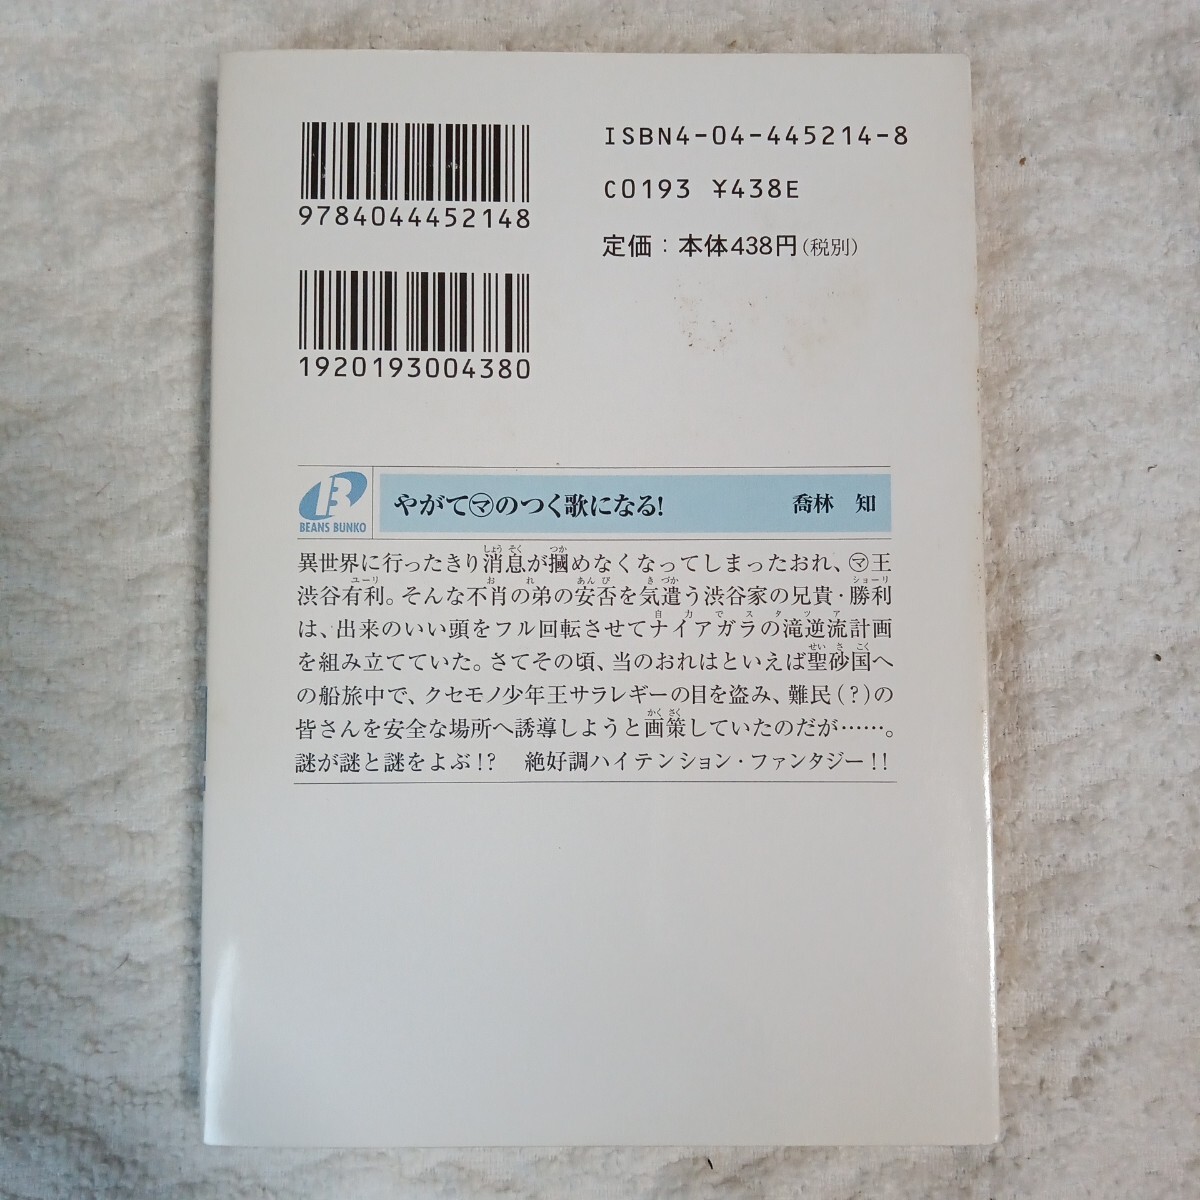 ISBN4-04-445214-8
9784044452148
C0193 ¥438E
定価：本体438円（税別）
1920193004380
BEANS BUNKO
やがて㋮のつく歌になる！ 喬林 知
異世界に行ったきり消息が摑めなくなってしまったおれ、㋮王
渋谷有利。そんな不肖の弟の安否を気遣う渋谷家の兄貴・勝利
は、出来のいい頭をフル回転させてナイアガラの滝逆流計画
を組み立てていた。さてその頃、当のおれはといえば聖砂国へ
の船旅中で、クセモノ少年王サラレギーの目を盗み、難民（？）の
皆さんを安全な場所へ誘導しようと画策していたのだが……。
謎が謎と謎をよぶ！？ 絶好調ハイテンション・ファンタジー！！